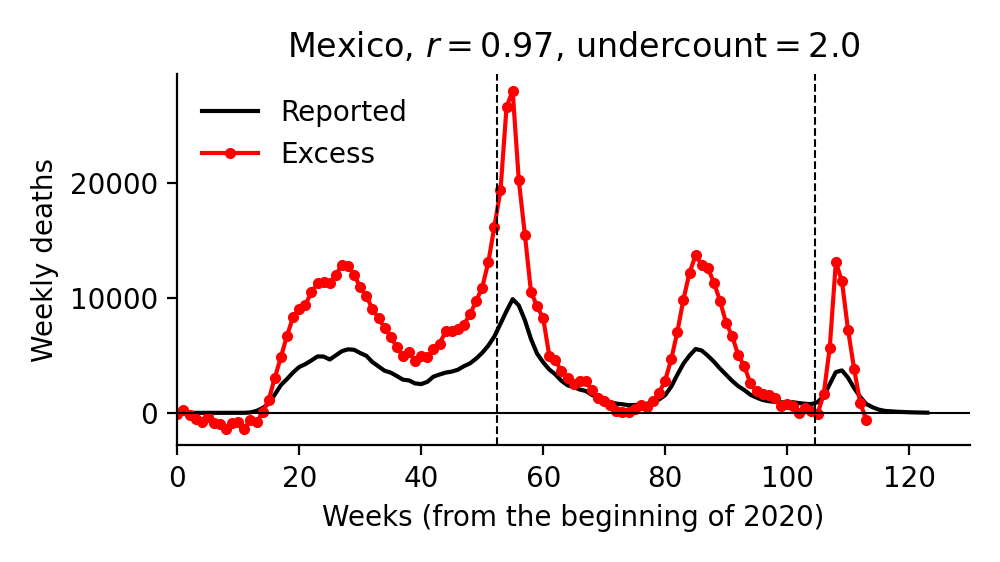 Mexico, r = 0.97, undercount = 2.0
Reported
Excess
Weekly deaths
20000
10000
0
0 20 40 60 80 100 120
Weeks (from the beginning of 2020)